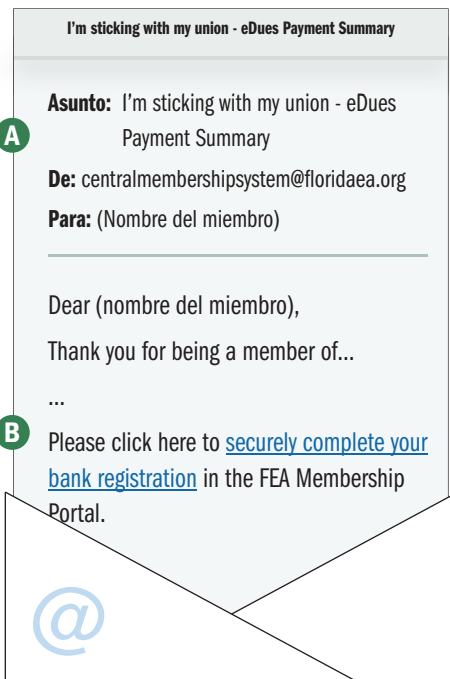 I'm sticking with my union - eDues Payment Summary
A
Asunto: I'm sticking with my union - eDues
Payment Summary
De: centralmembershipsystem@floridaea.org
Para: (Nombre del miembro)
Dear (nombre del miembro),
Thank you for being a member of...
...
B
Please click here to securely complete your
bank registration in the FEA Membership
Portal.
@